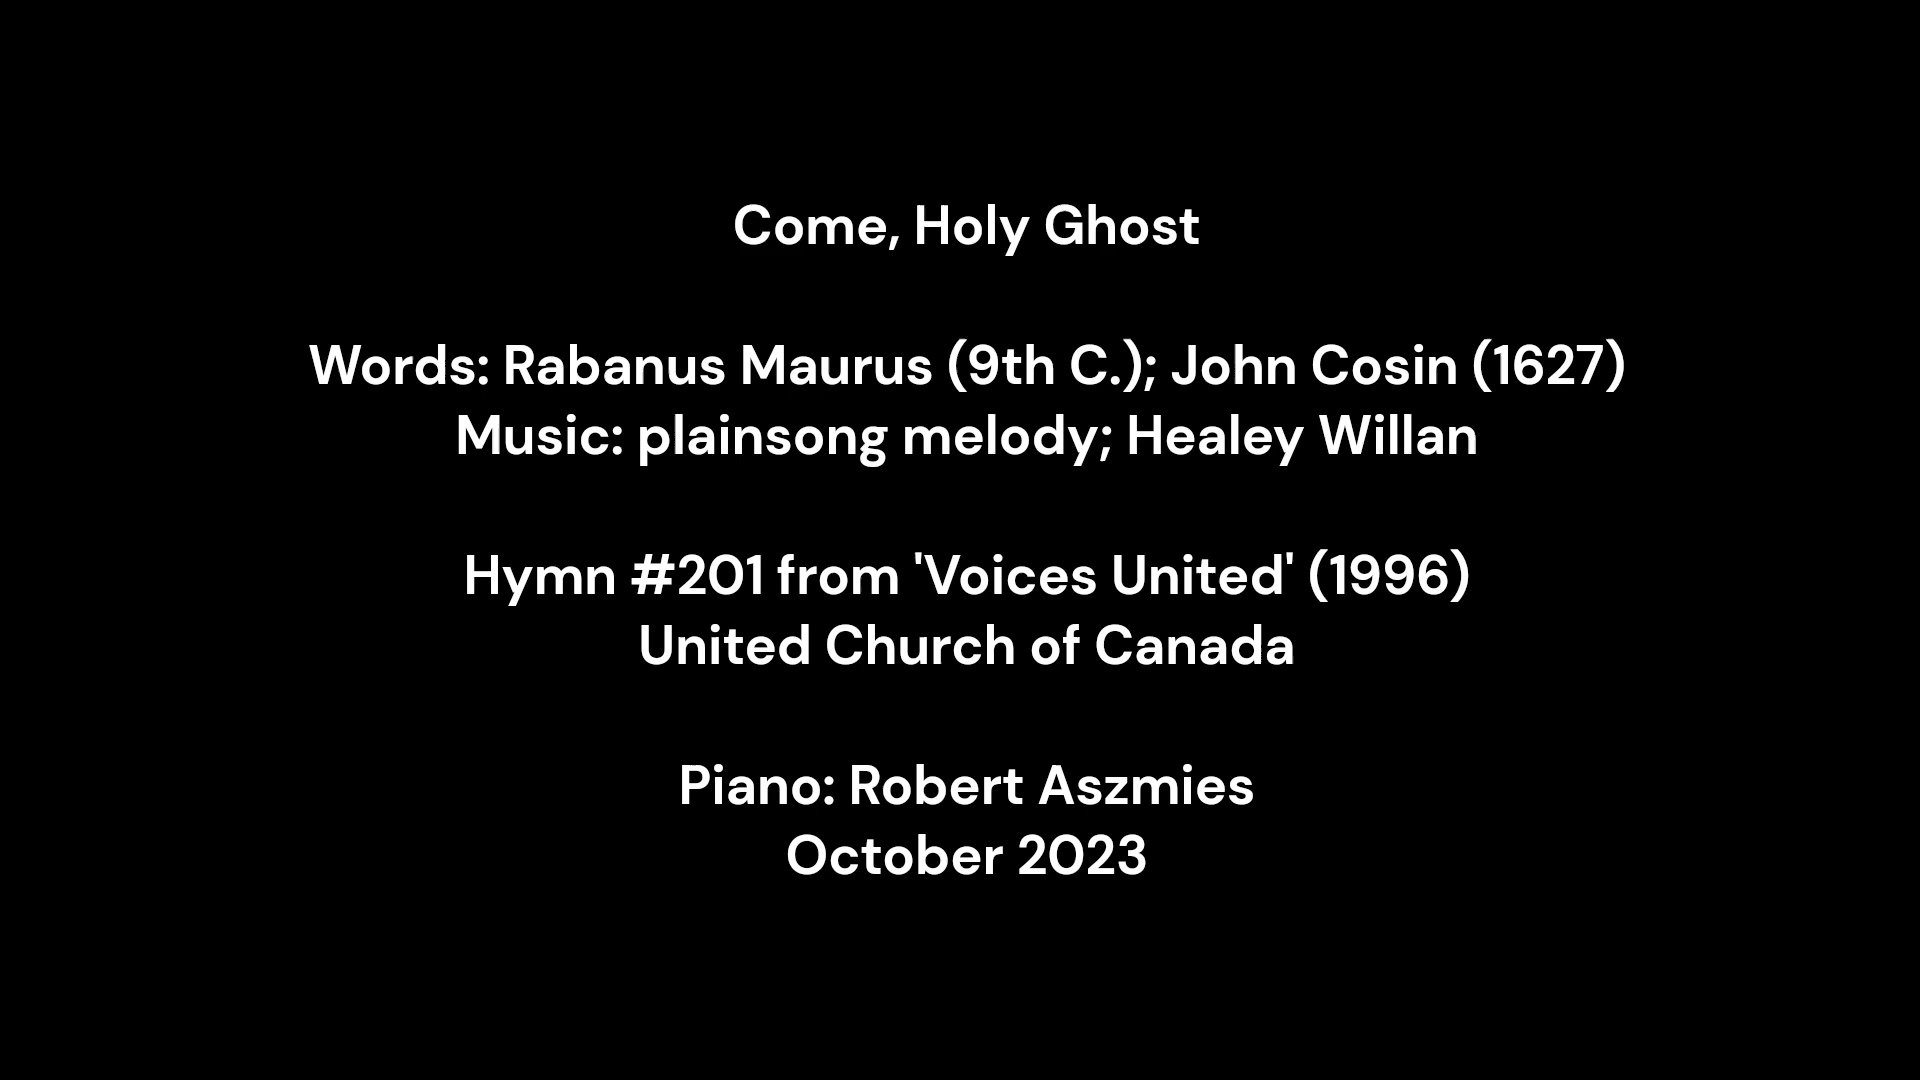 Come, Holy Ghost
Words: Rabanus Maurus (9th C.); John Cosin (1627)
Music: plainsong melody; Healey Willan
Hymn #201 from 'Voices United' (1996)
United Church of Canada
Piano: Robert Aszmies
October 2023